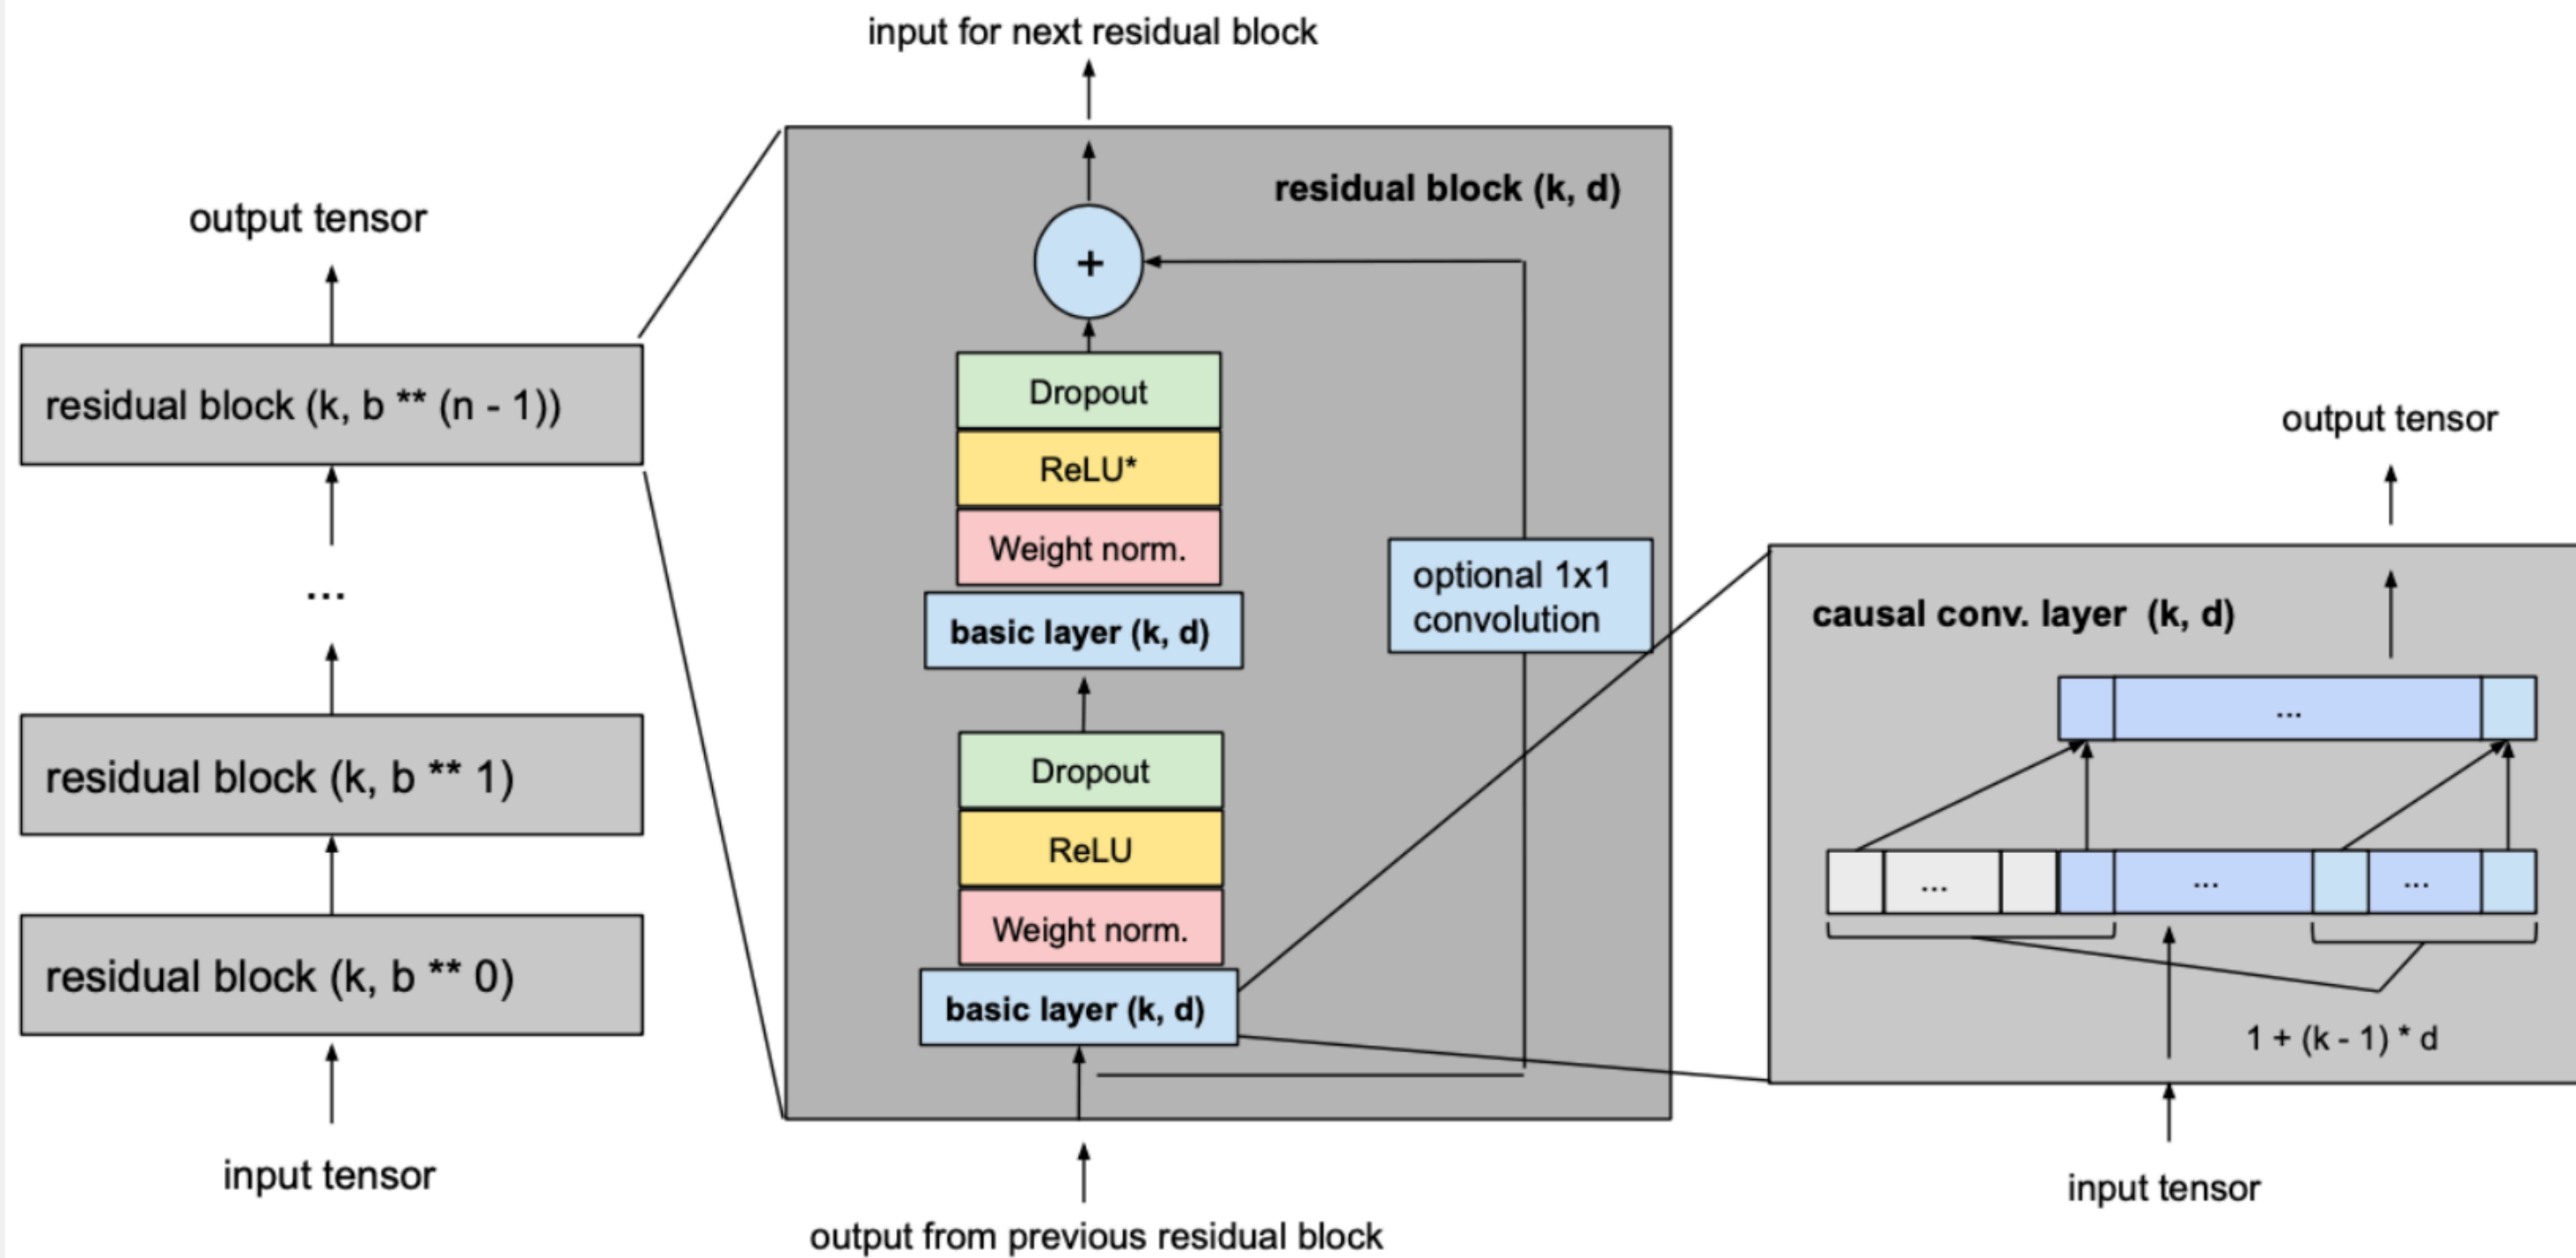 output tensor
residual block (k, b ** (n - 1))
...
residual block (k, b ** 1)
residual block (k, b ** 0)
input tensor
input for next residual block
residual block (k, d)
+
Dropout
ReLU*
Weight norm.
basic layer (k, d)
optional 1x1
convolution
Dropout
ReLU
Weight norm.
basic layer (k, d)
output from previous residual block
output tensor
causal conv. layer (k, d)
...
... ... ...
1 + (k - 1) * d
input tensor